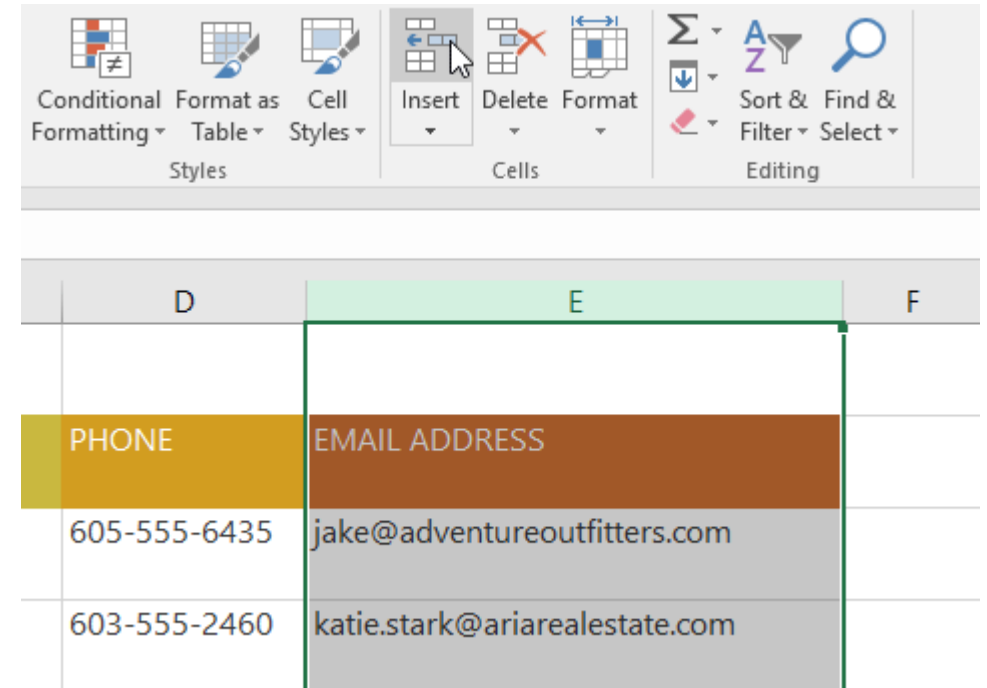 Conditional Formatting
Format as Table
Cell Styles
Insert
Delete
Format
Sort & Filter
Find & Select
Styles
Cells
Editing
D E F
PHONE EMAIL ADDRESS
605-555-6435 jake@adventureoutfitters.com
603-555-2460 katie.stark@ariarealestate.com